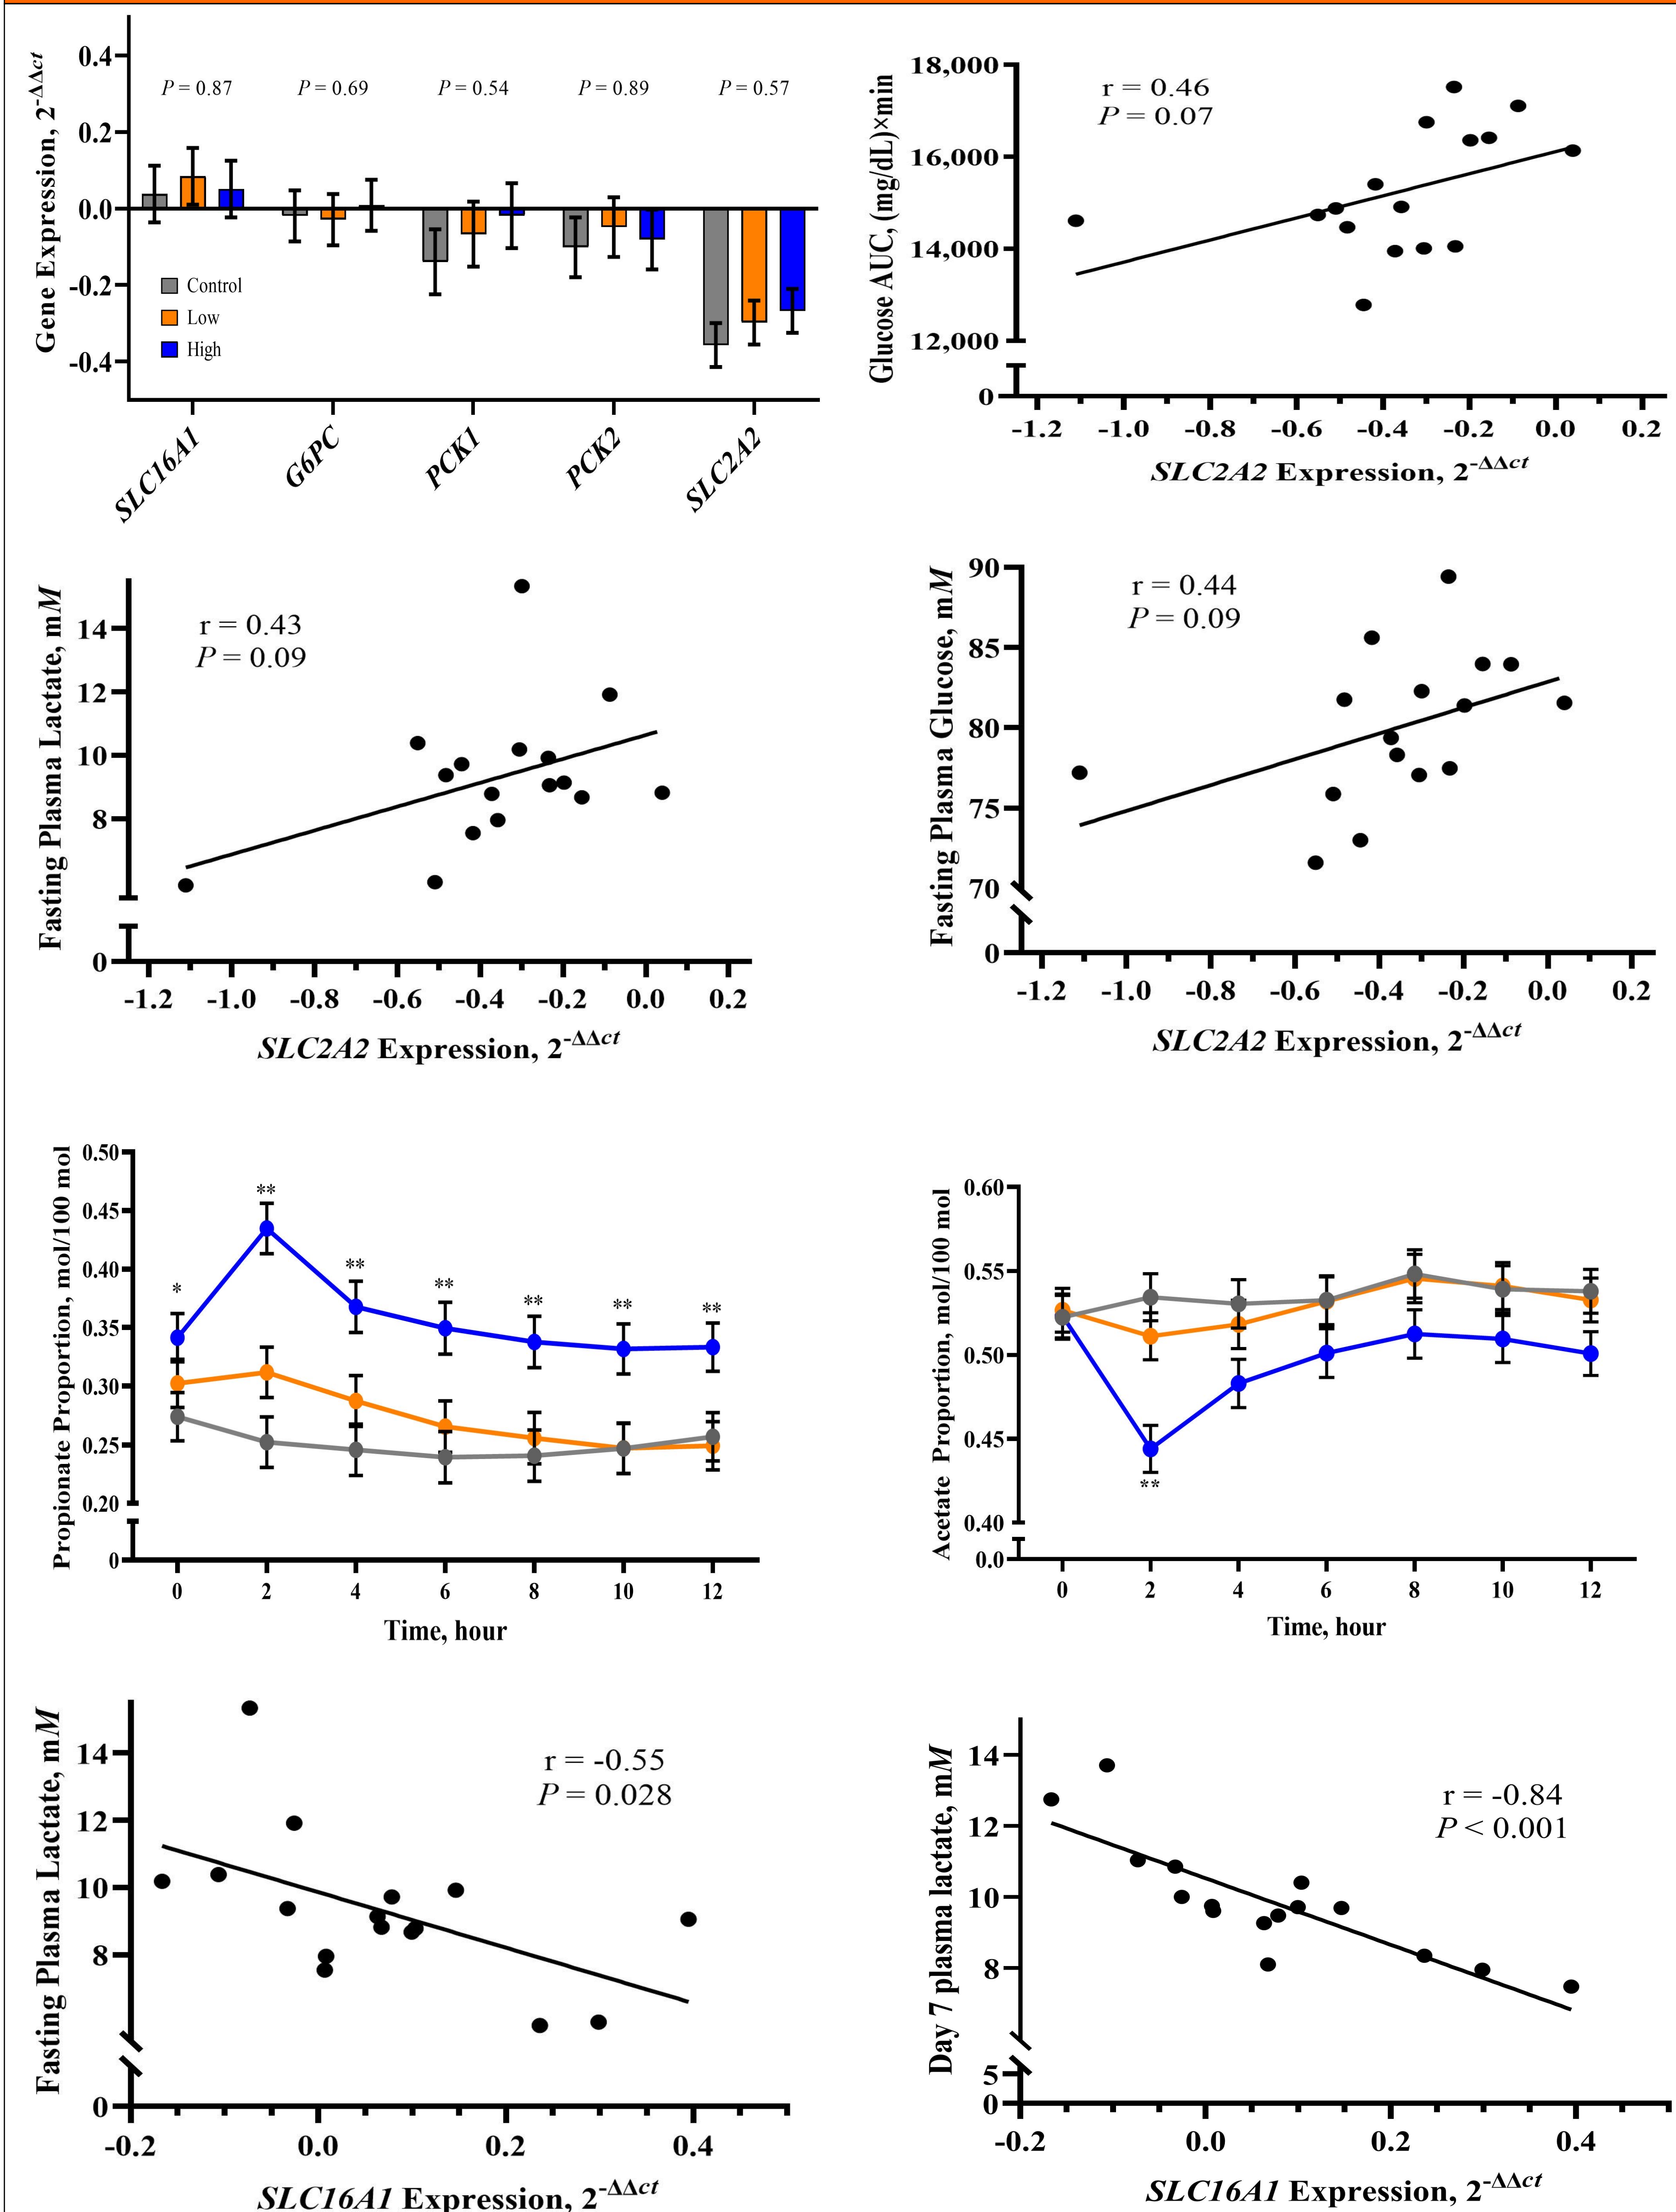 Gene Expression, 2^-ΔΔct
0.4
0.2
0.0
-0.2
-0.4
P = 0.87
P = 0.69
P = 0.54
P = 0.89
P = 0.57
Control
Low
High
SLC16A1
G6PC
PCK1
PCK2
SLC2A2
Glucose AUC, (mg/dL)×min
18,000
16,000
14,000
12,000
0
r = 0.46
P = 0.07
-1.2 -1.0 -0.8 -0.6 -0.4 -0.2 0.0 0.2
SLC2A2 Expression, 2^-ΔΔct
Fasting Plasma Lactate, mM
14
12
10
8
0
r = 0.43
P = 0.09
-1.2 -1.0 -0.8 -0.6 -0.4 -0.2 0.0 0.2
SLC2A2 Expression, 2^-ΔΔct
Fasting Plasma Glucose, mM
90
85
80
75
70
0
r = 0.44
P = 0.09
-1.2 -1.0 -0.8 -0.6 -0.4 -0.2 0.0 0.2
SLC2A2 Expression, 2^-ΔΔct
Propionate Proportion, mol/100 mol
0.50
0.45
0.40
0.35
0.30
0.25
0.20
0
* ** ** ** ** ** **
0 2 4 6 8 10 12
Time, hour
Acetate Proportion, mol/100 mol
0.60
0.55
0.50
0.45
0.40
0.0
**
0 2 4 6 8 10 12
Time, hour
Fasting Plasma Lactate, mM
14
12
10
8
0
r = -0.55
P = 0.028
-0.2 0.0 0.2 0.4
SLC16A1 Expression, 2^-ΔΔct
Day 7 plasma lactate, mM
14
12
10
8
5
0
r = -0.84
P < 0.001
-0.2 0.0 0.2 0.4
SLC16A1 Expression, 2^-ΔΔct